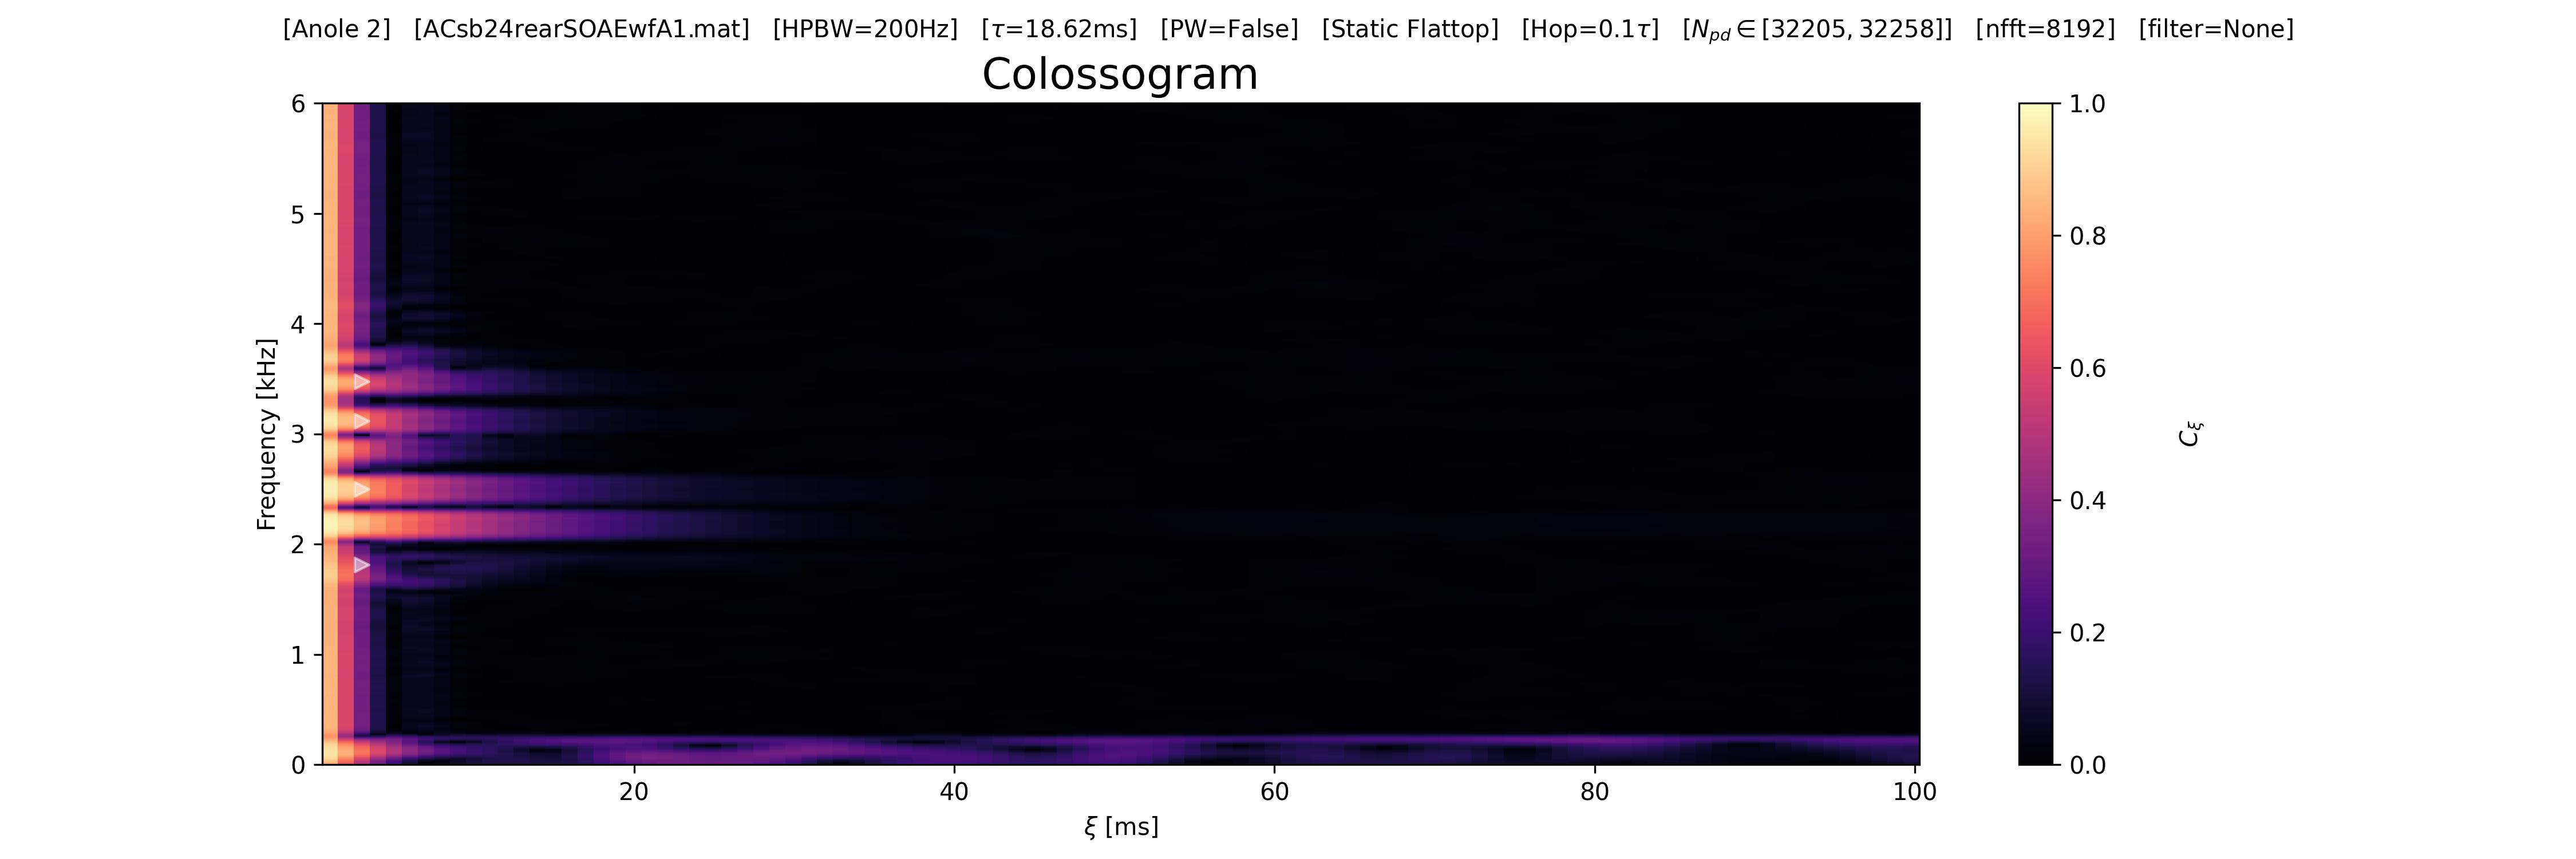 [Anole 2] [ACsb24rearSOAEwfA1.mat] [HPBW=200Hz] [τ=18.62ms] [PW=False] [Static Flattop] [Hop=0.1τ] [N_pd ∈ [32205, 32258]] [nfft=8192] [filter=None]
Colossogram
6
5
4
3
2
1
0
Frequency [kHz]
20 40 60 80 100
ξ [ms]
1.0
0.8
0.6
0.4
0.2
0.0
C_ξ